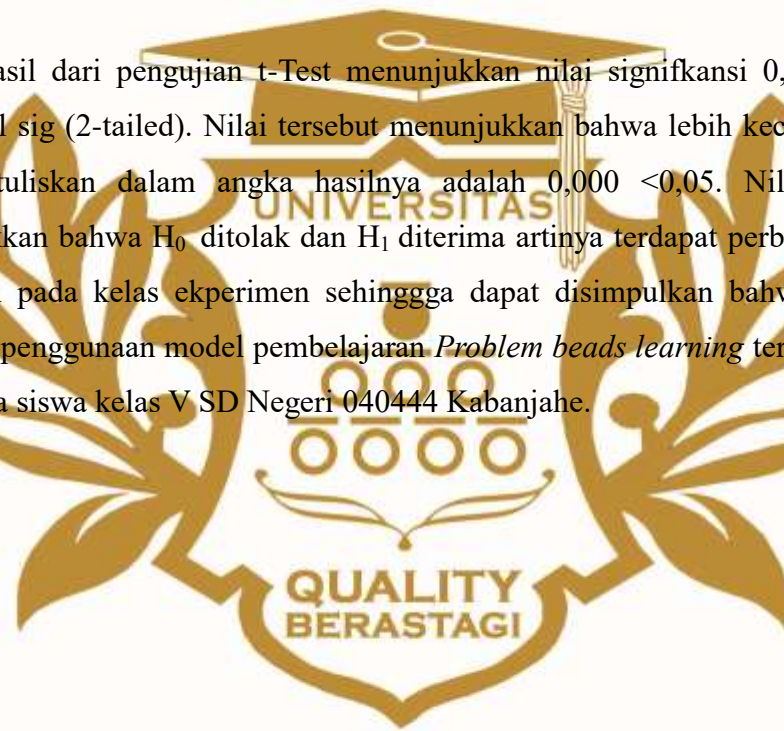 asil dari pengujian t-Test menunjukkan nilai signifkansi 0,
l sig (2-tailed). Nilai tersebut menunjukkan bahwa lebih kec
tuliskan dalam angka hasilnya adalah 0,000 <0,05. Nil
UNIVERSITAS
kan bahwa H₀ ditolak dan H₁ diterima artinya terdapat perb
pada kelas ekperimen sehinggga dapat disimpulkan bahw
penggunaan model pembelajaran Problem beads learning ter
a siswa kelas V SD Negeri 040444 Kabanjahe.
QUALITY
BERASTAGI